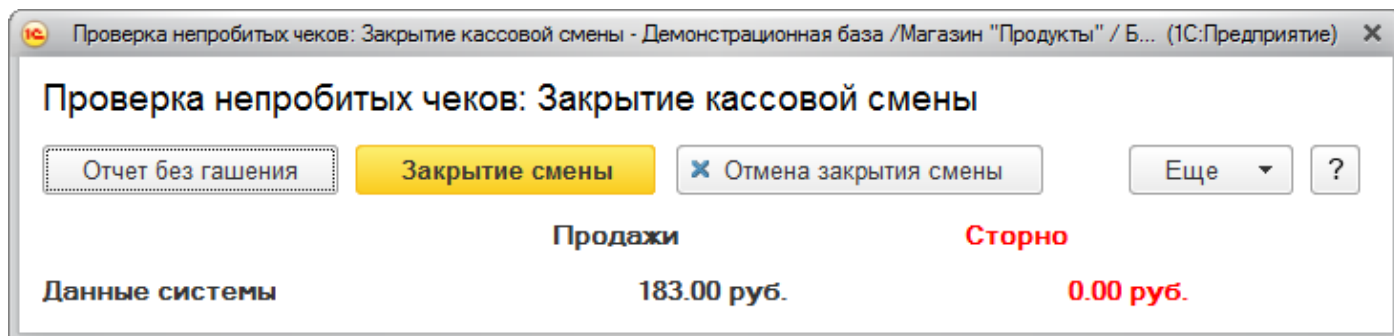 1С Проверка непробитых чеков: Закрытие кассовой смены - Демонстрационная база /Магазин "Продукты" / Б... (1С:Предприятие)
Проверка непробитых чеков: Закрытие кассовой смены
Отчет без гашения Закрытие смены Отмена закрытия смены Еще ?
Продажи Сторно
Данные системы 183.00 руб. 0.00 руб.